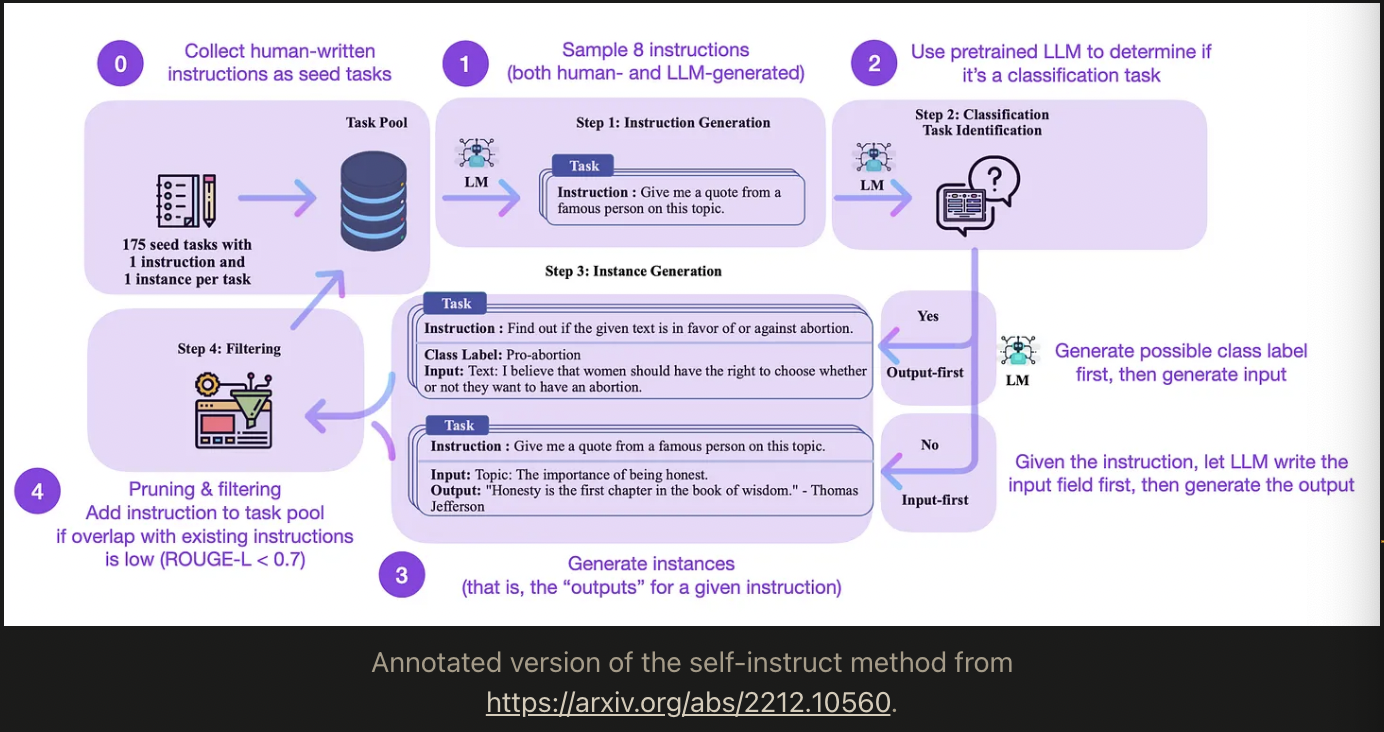 0
Collect human-written
instructions as seed tasks
1
Sample 8 instructions
(both human- and LLM-generated)
2
Use pretrained LLM to determine if
it's a classification task
Task Pool
175 seed tasks with
1 instruction and
1 instance per task
Step 1: Instruction Generation
LM
Task
Instruction : Give me a quote from a
famous person on this topic.
Step 2: Classification
Task Identification
LM
?
Step 3: Instance Generation
Task
Instruction : Find out if the given text is in favor of or against abortion.
Class Label: Pro-abortion
Input: Text: I believe that women should have the right to choose whether
or not they want to have an abortion.
Task
Instruction : Give me a quote from a famous person on this topic.
Input: Topic: The importance of being honest.
Output: "Honesty is the first chapter in the book of wisdom." - Thomas
Jefferson
Yes
Output-first
LM
Generate possible class label
first, then generate input
No
Input-first
Given the instruction, let LLM write the
input field first, then generate the output
Step 4: Filtering
4
Pruning & filtering
Add instruction to task pool
if overlap with existing instructions
is low (ROUGE-L < 0.7)
3
Generate instances
(that is, the “outputs” for a given instruction)
Annotated version of the self-instruct method from
https://arxiv.org/abs/2212.10560.